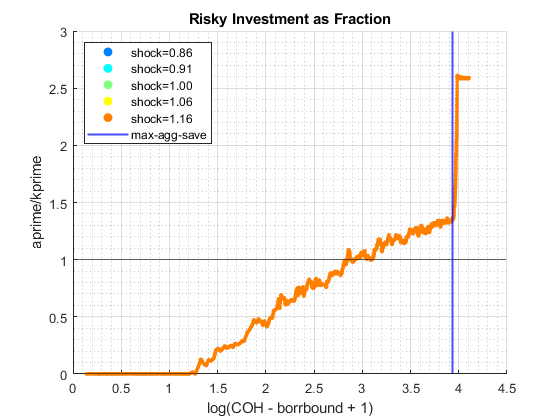 Risky Investment as Fraction
3
2.5
2
1.5
1
0.5
0
aprime/kprime
shock=0.86
shock=0.91
shock=1.00
shock=1.06
shock=1.16
max-agg-save
0 0.5 1 1.5 2 2.5 3 3.5 4 4.5
log(COH - borrbound + 1)